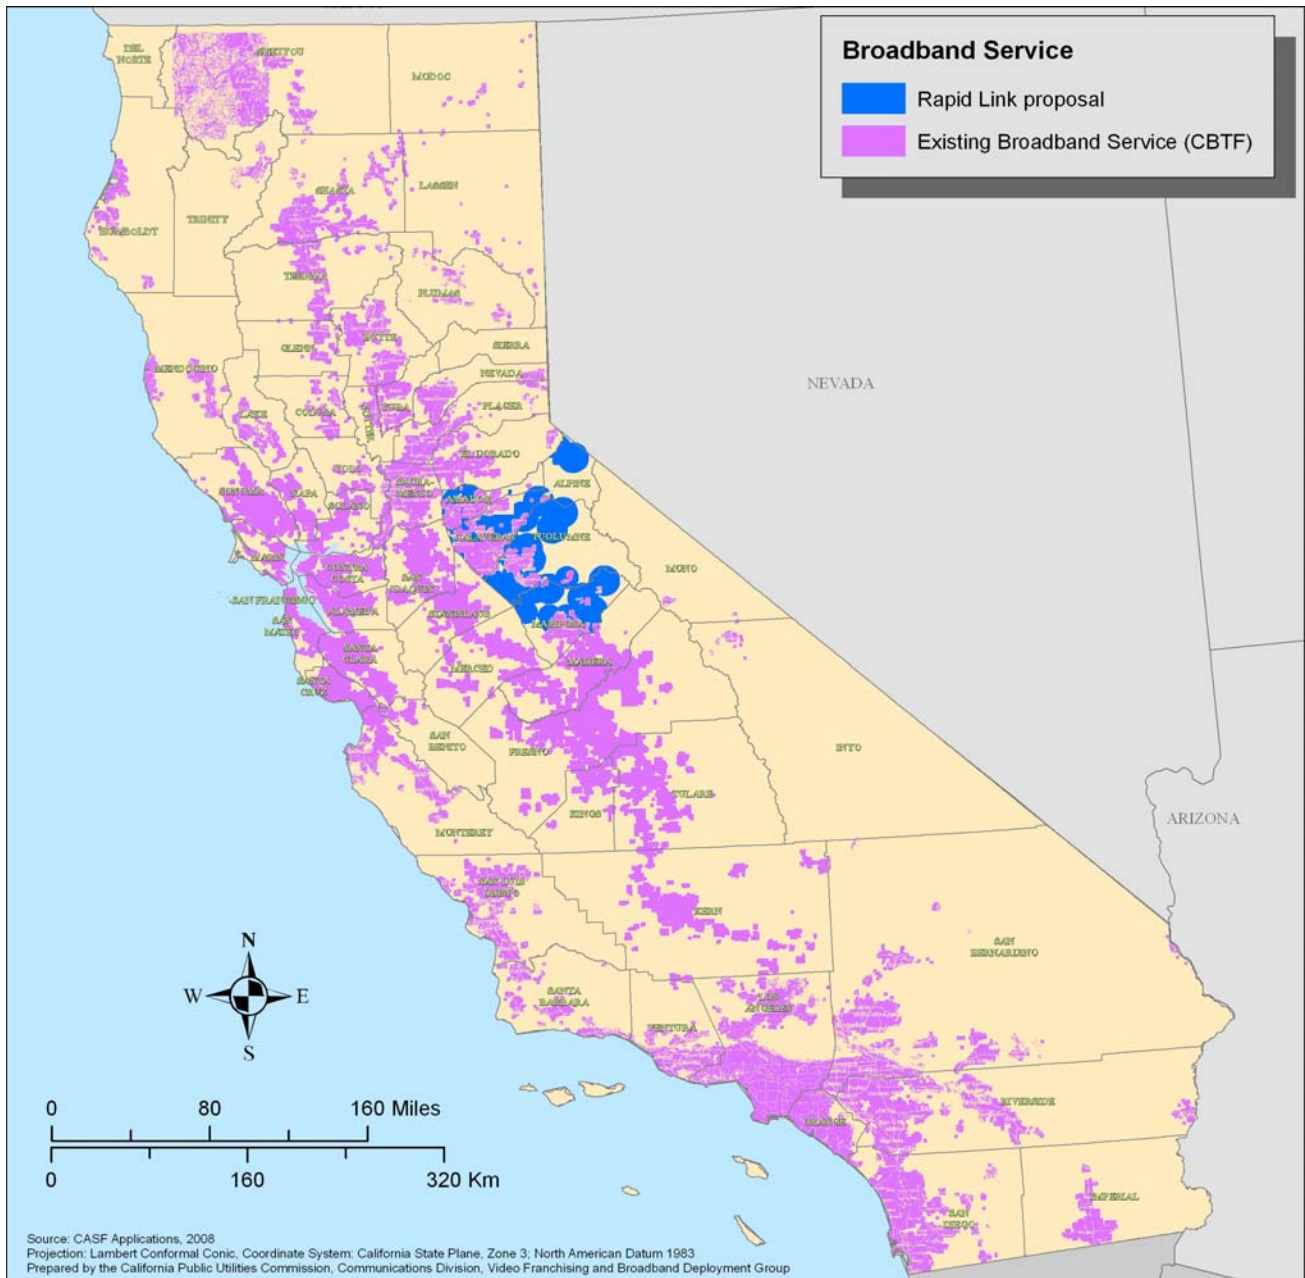 Broadband Service
Rapid Link proposal
Existing Broadband Service (CBTF)
DEL
NORTE
SISKIYOU
MODOC
HUMBOLDT
TRINITY
SHASTA
LASSEN
TEHAMA
PLUMAS
MENDOCINO
GLENN
BUTTE
SIERRA
NEVADA
LAKE
COLUSA
SUTTER
YUBA
PLACER
NEVADA
SONOMA
NAPA
YOLO
SOLANO
SACRA-
MENTO
EL DORADO
AMADOR
ALPINE
MARIN
CONTRA
COSTA
SAN
JOAQUIN
CALAVERAS
TUOLUMNE
MONO
SAN FRANCISCO
ALAMEDA
STANISLAUS
SAN
MATEO
SANTA
CLARA
MARIPOSA
SANTA
CRUZ
MERCED
MADERA
SAN
BENITO
FRESNO
INYO
TULARE
KINGS
MONTEREY
ARIZONA
SAN LUIS
OBISPO
KERN
SAN
BERNARDINO
SANTA
BARBARA
VENTURA
LOS
ANGELES
ORANGE
RIVERSIDE
SAN
DIEGO
IMPERIAL
N
W E
S
0 80 160 Miles
0 160 320 Km
Source: CASF Applications, 2008
Projection: Lambert Conformal Conic, Coordinate System: California State Plane, Zone 3; North American Datum 1983
Prepared by the California Public Utilities Commission, Communications Division, Video Franchising and Broadband Deployment Group